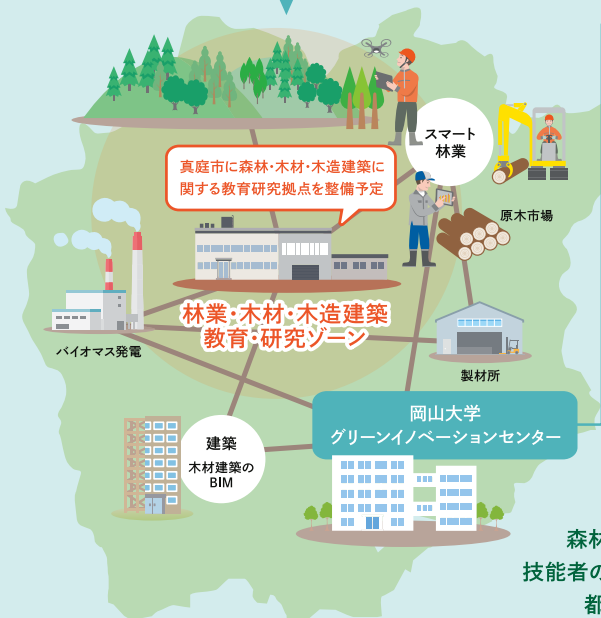 スマート
林業
真庭市に森林・木材・木造建築に
関する教育研究拠点を整備予定
原木市場
林業・木材・木造建築
教育・研究ゾーン
バイオマス発電
製材所
岡山大学
グリーンイノベーションセンター
建築
木材建築の
BIM
森林
技能者の
都